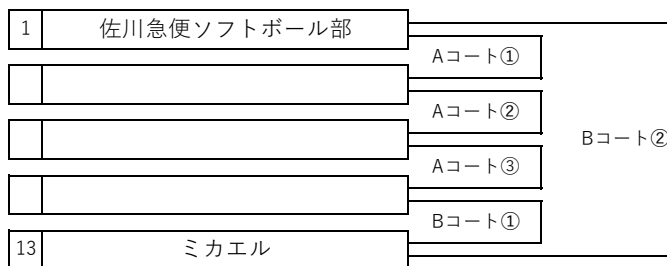 1 佐川急便ソフトボール部
Aコート①
Aコート②
Bコート②
Aコート③
Bコート①
13 ミカエル